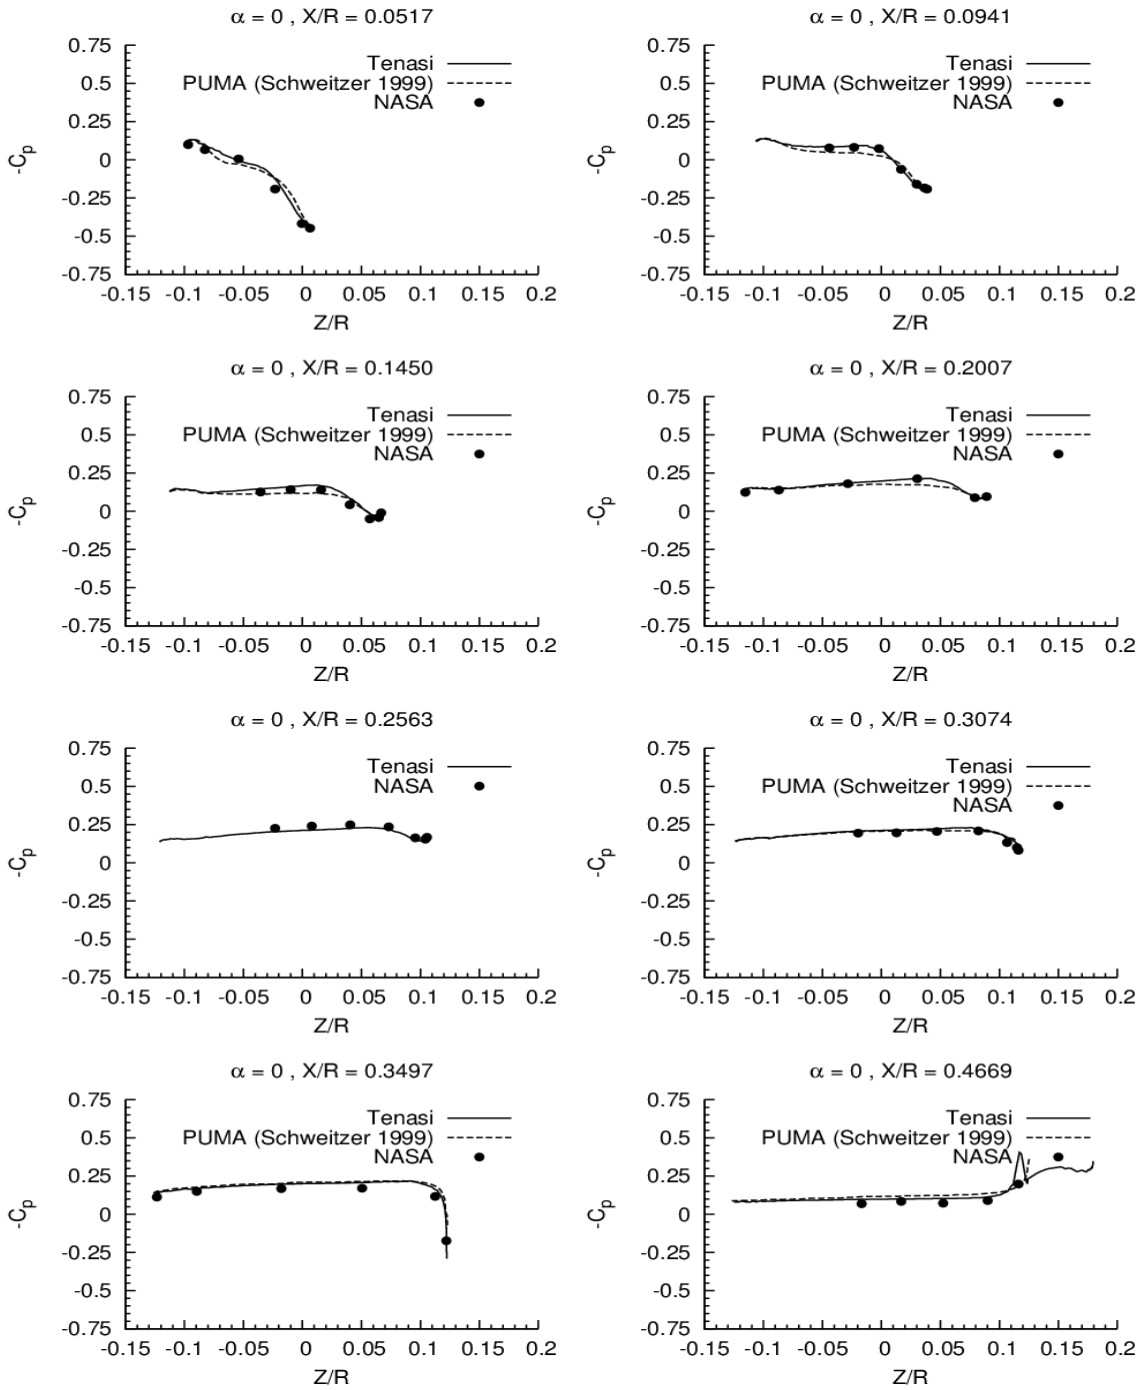 α = 0 , X/R = 0.0517
0.75
0.5
0.25
0
-0.25
-0.5
-0.75
-Cp
Tenasi
PUMA (Schweitzer 1999)
NASA
-0.15 -0.1 -0.05 0 0.05 0.1 0.15 0.2
Z/R
α = 0 , X/R = 0.0941
0.75
0.5
0.25
0
-0.25
-0.5
-0.75
-Cp
Tenasi
PUMA (Schweitzer 1999)
NASA
-0.15 -0.1 -0.05 0 0.05 0.1 0.15 0.2
Z/R
α = 0 , X/R = 0.1450
0.75
0.5
0.25
0
-0.25
-0.5
-0.75
-Cp
Tenasi
PUMA (Schweitzer 1999)
NASA
-0.15 -0.1 -0.05 0 0.05 0.1 0.15 0.2
Z/R
α = 0 , X/R = 0.2007
0.75
0.5
0.25
0
-0.25
-0.5
-0.75
-Cp
Tenasi
PUMA (Schweitzer 1999)
NASA
-0.15 -0.1 -0.05 0 0.05 0.1 0.15 0.2
Z/R
α = 0 , X/R = 0.2563
0.75
0.5
0.25
0
-0.25
-0.5
-0.75
-Cp
Tenasi
NASA
-0.15 -0.1 -0.05 0 0.05 0.1 0.15 0.2
Z/R
α = 0 , X/R = 0.3074
0.75
0.5
0.25
0
-0.25
-0.5
-0.75
-Cp
Tenasi
PUMA (Schweitzer 1999)
NASA
-0.15 -0.1 -0.05 0 0.05 0.1 0.15 0.2
Z/R
α = 0 , X/R = 0.3497
0.75
0.5
0.25
0
-0.25
-0.5
-0.75
-Cp
Tenasi
PUMA (Schweitzer 1999)
NASA
-0.15 -0.1 -0.05 0 0.05 0.1 0.15 0.2
Z/R
α = 0 , X/R = 0.4669
0.75
0.5
0.25
0
-0.25
-0.5
-0.75
-Cp
Tenasi
PUMA (Schweitzer 1999)
NASA
-0.15 -0.1 -0.05 0 0.05 0.1 0.15 0.2
Z/R